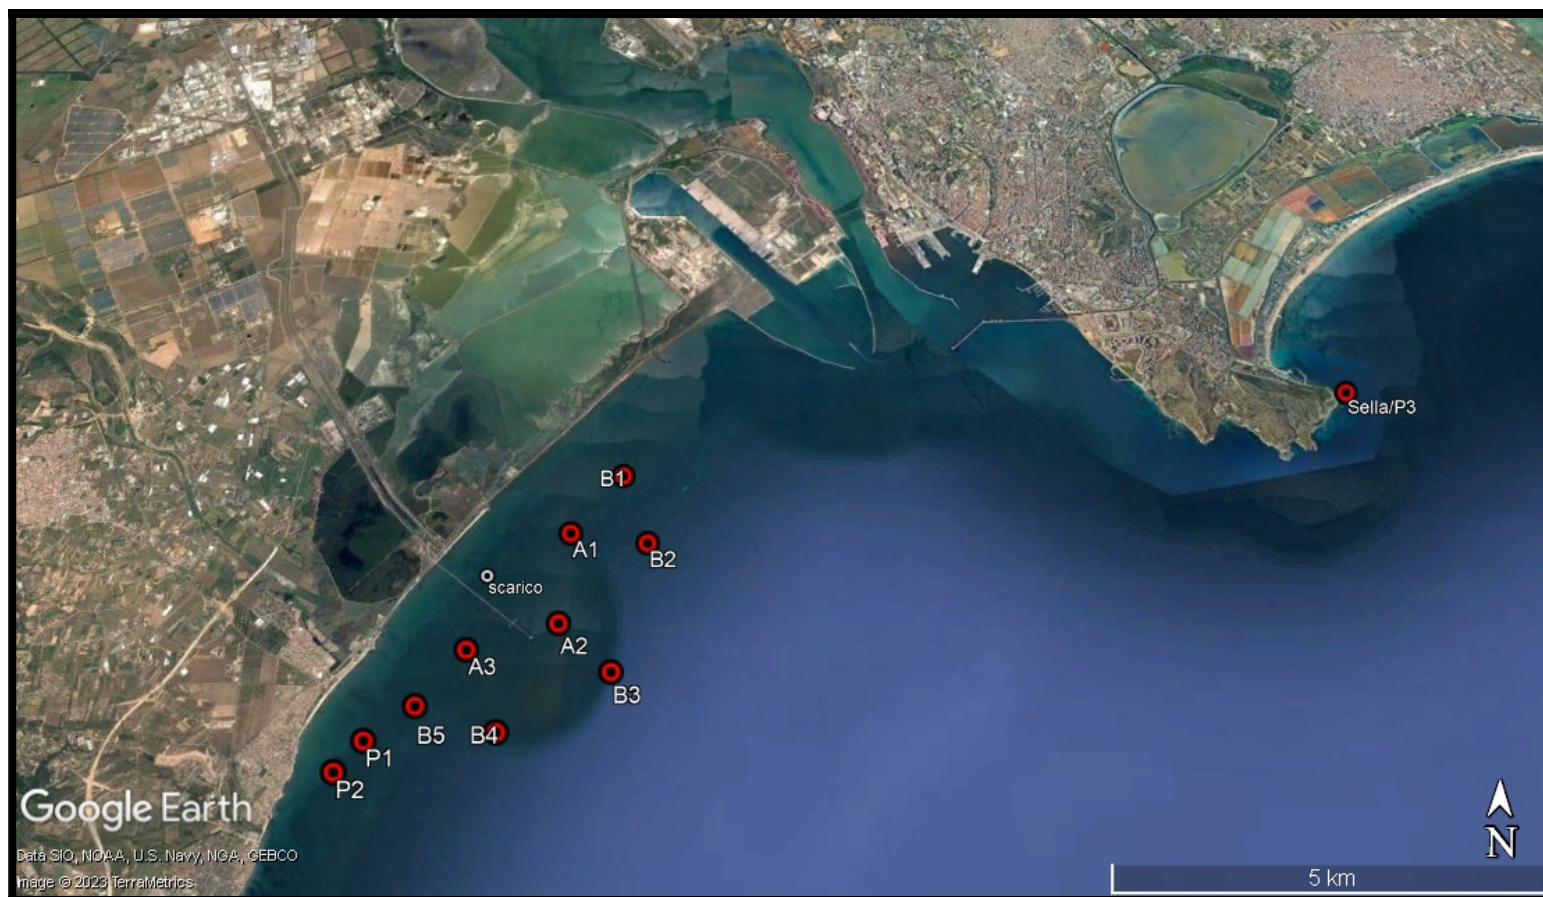 Sella/P3
B1
A1
B2
scarico
A2
A3
B3
B5
B4
P1
P2
Google Earth
Data SIO, NOAA, U.S. Navy, NGA, GEBCO
Image © 2023 TerraMetrics
N
5 km